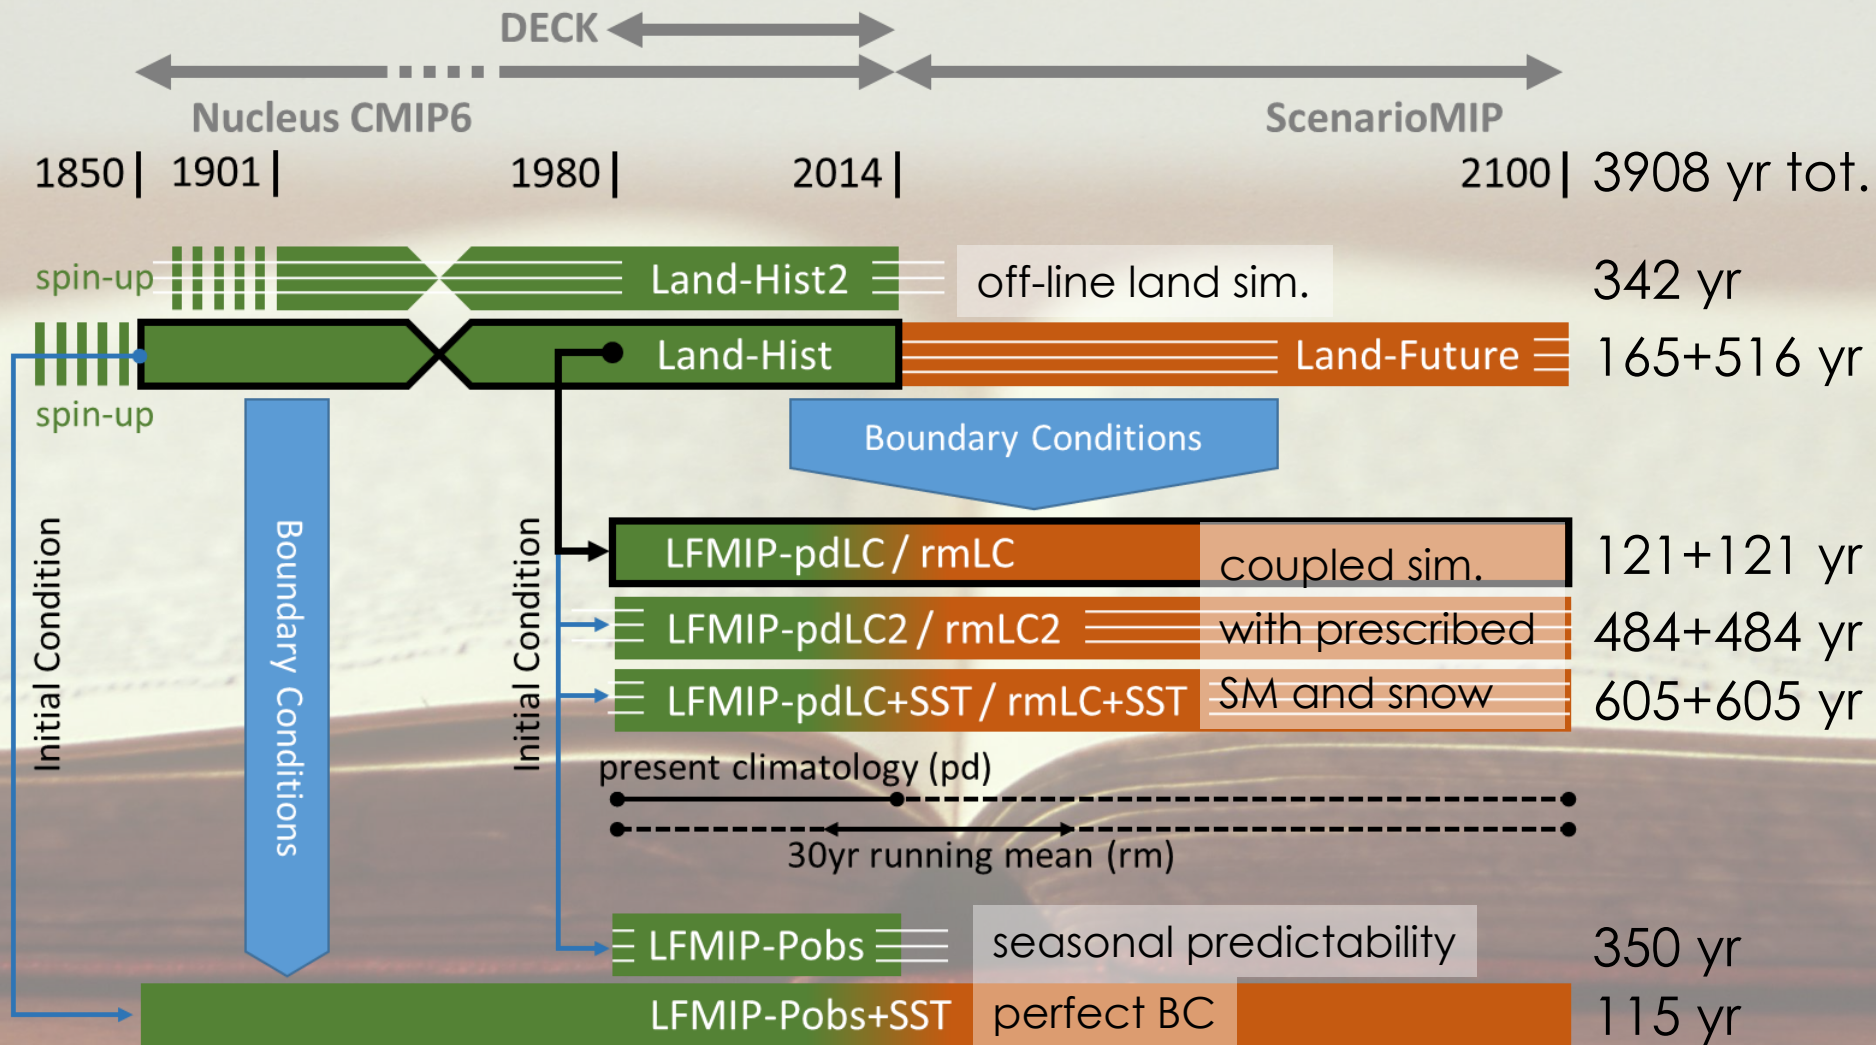 DECK
Nucleus CMIP6
ScenarioMIP
1850 1901 1980 2014 2100 3908 yr tot.
spin-up Land-Hist2 off-line land sim. 342 yr
Land-Hist Land-Future 165+516 yr
spin-up
Boundary Conditions
Initial Condition
Boundary Conditions
Initial Condition
LFMIP-pdLC / rmLC coupled sim. 121+121 yr
LFMIP-pdLC2 / rmLC2 with prescribed 484+484 yr
LFMIP-pdLC+SST / rmLC+SST SM and snow 605+605 yr
present climatology (pd)
30yr running mean (rm)
LFMIP-Pobs seasonal predictability 350 yr
LFMIP-Pobs+SST perfect BC 115 yr